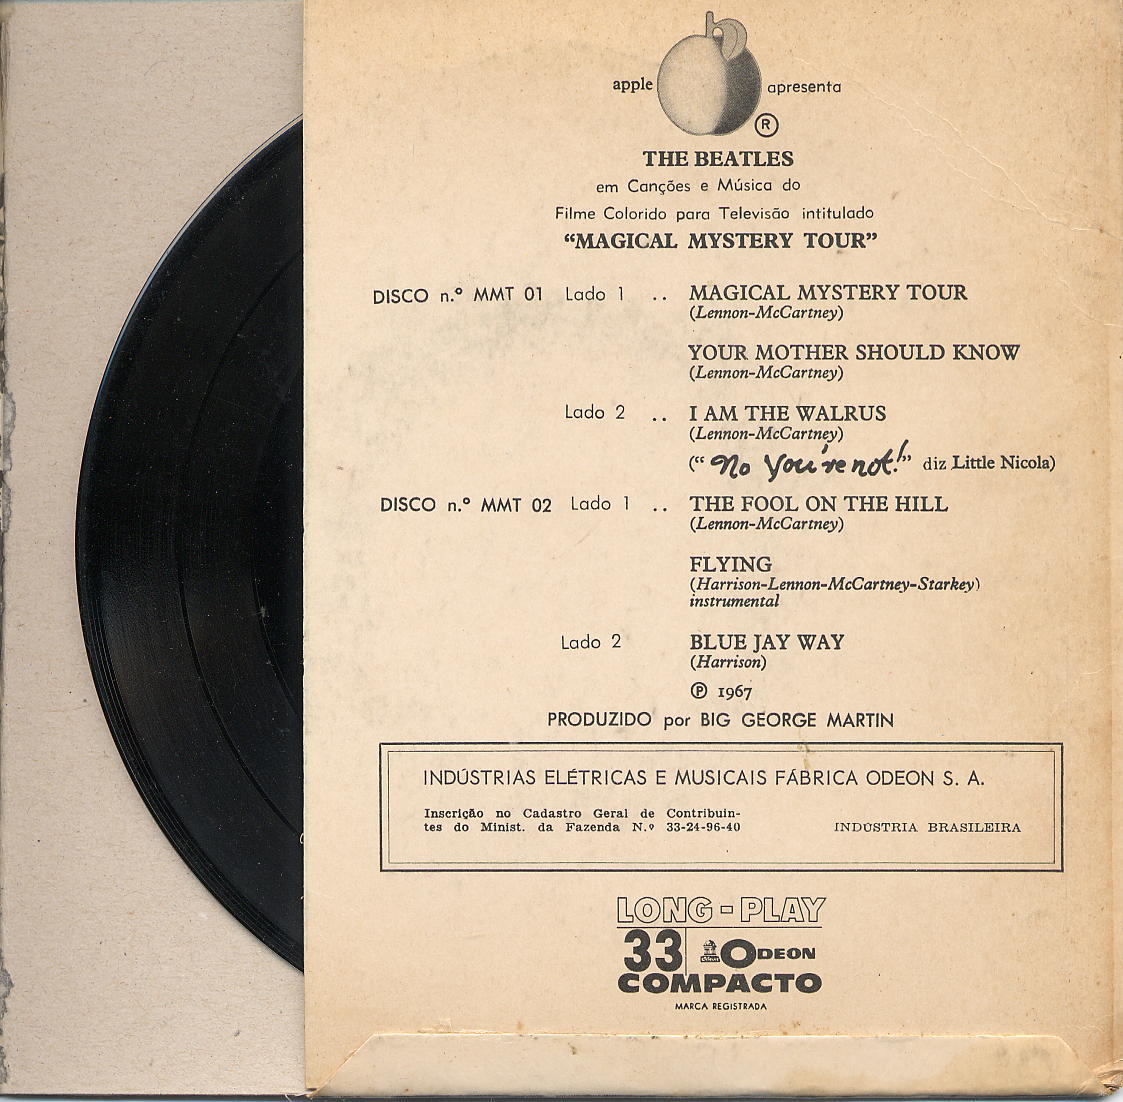 apple apresenta
R
THE BEATLES
em Canções e Música do
Filme Colorido para Televisão intitulado
“MAGICAL MYSTERY TOUR”
DISCO n.º MMT 01 Lado 1 .. MAGICAL MYSTERY TOUR
(Lennon-McCartney)
YOUR MOTHER SHOULD KNOW
(Lennon-McCartney)
Lado 2 .. I AM THE WALRUS
(Lennon-McCartney)
(“No You're not!” diz Little Nicola)
DISCO n.º MMT 02 Lado 1 .. THE FOOL ON THE HILL
(Lennon-McCartney)
FLYING
(Harrison-Lennon-McCartney-Starkey)
instrumental
Lado 2 BLUE JAY WAY
(Harrison)
℗ 1967
PRODUZIDO por BIG GEORGE MARTIN
INDÚSTRIAS ELÉTRICAS E MUSICAIS FÁBRICA ODEON S. A.
Inscrição no Cadastro Geral de Contribuin-
tes do Minist. da Fazenda N.º 33-24-96-40 INDÚSTRIA BRASILEIRA
LONG-PLAY
33 Odeon ODEON
COMPACTO
MARCA REGISTRADA